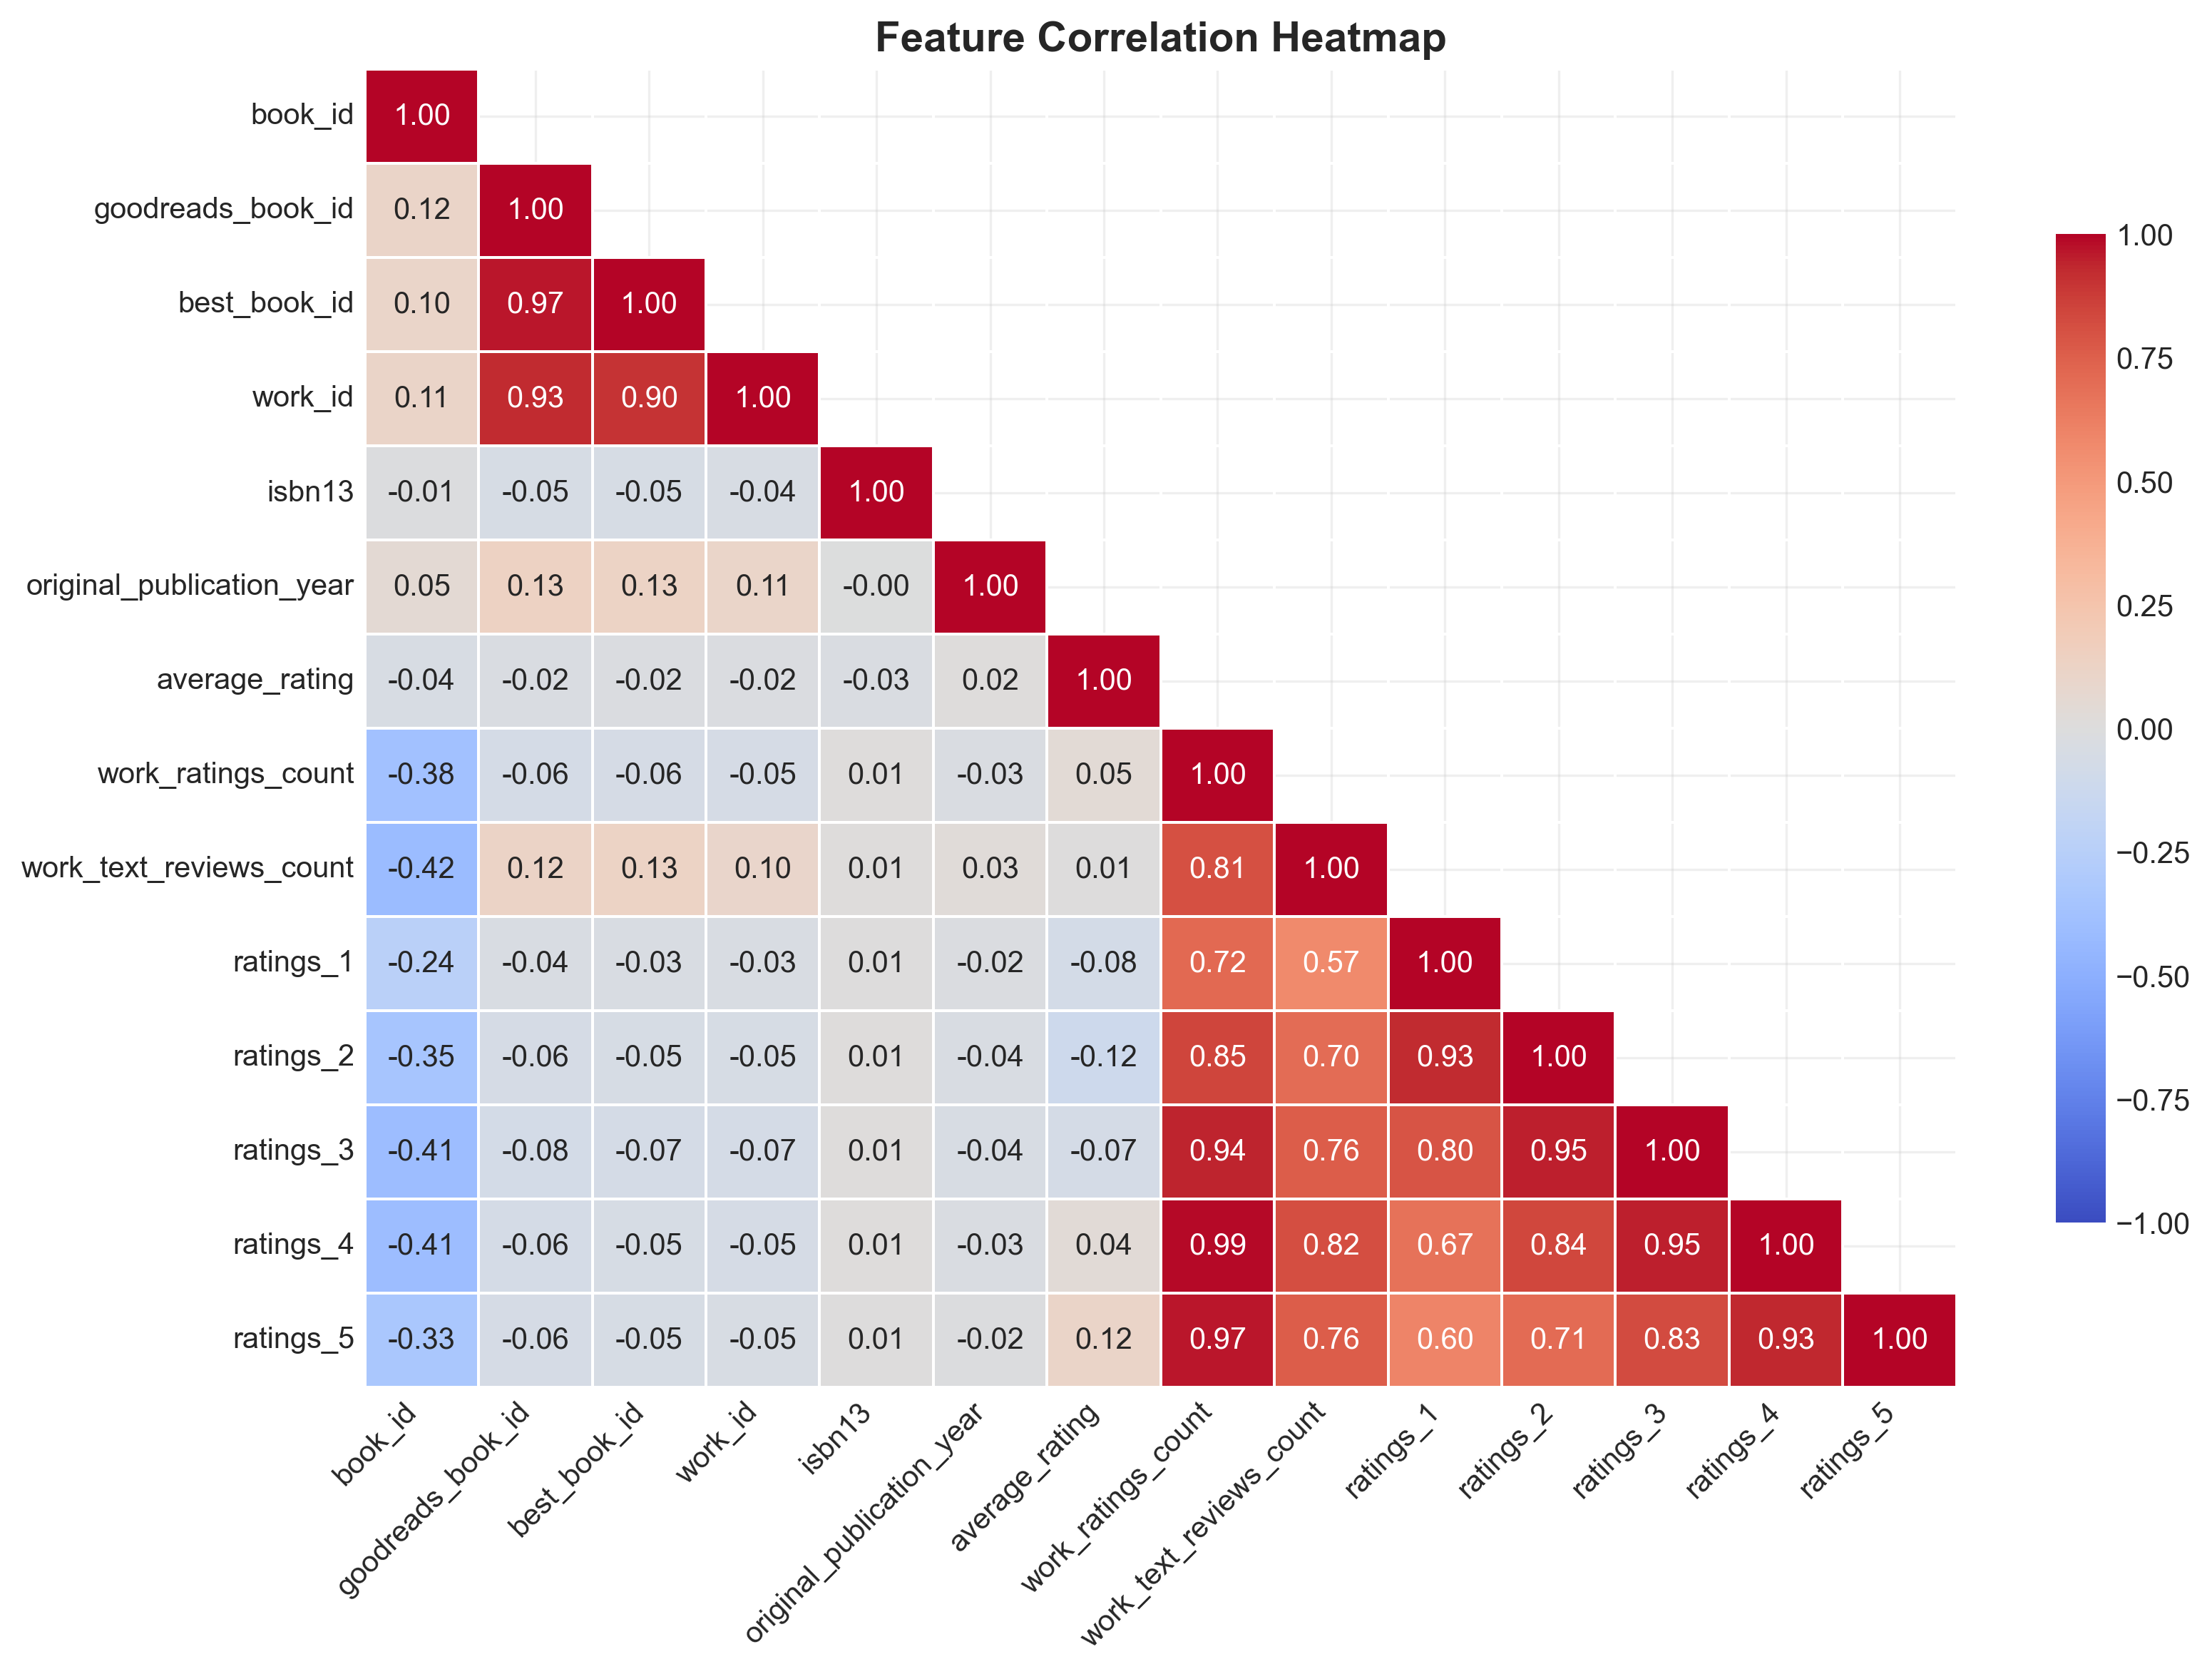 Feature Correlation Heatmap
book_id 1.00
goodreads_book_id 0.12 1.00
best_book_id 0.10 0.97 1.00
work_id 0.11 0.93 0.90 1.00
isbn13 -0.01 -0.05 -0.05 -0.04 1.00
original_publication_year 0.05 0.13 0.13 0.11 -0.00 1.00
average_rating -0.04 -0.02 -0.02 -0.02 -0.03 0.02 1.00
work_ratings_count -0.38 -0.06 -0.06 -0.05 0.01 -0.03 0.05 1.00
work_text_reviews_count -0.42 0.12 0.13 0.10 0.01 0.03 0.01 0.81 1.00
ratings_1 -0.24 -0.04 -0.03 -0.03 0.01 -0.02 -0.08 0.72 0.57 1.00
ratings_2 -0.35 -0.06 -0.05 -0.05 0.01 -0.04 -0.12 0.85 0.70 0.93 1.00
ratings_3 -0.41 -0.08 -0.07 -0.07 0.01 -0.04 -0.07 0.94 0.76 0.80 0.95 1.00
ratings_4 -0.41 -0.06 -0.05 -0.05 0.01 -0.03 0.04 0.99 0.82 0.67 0.84 0.95 1.00
ratings_5 -0.33 -0.06 -0.05 -0.05 0.01 -0.02 0.12 0.97 0.76 0.60 0.71 0.83 0.93 1.00
book_id
goodreads_book_id
best_book_id
work_id
isbn13
original_publication_year
average_rating
work_ratings_count
work_text_reviews_count
ratings_1
ratings_2
ratings_3
ratings_4
ratings_5
1.00
0.75
0.50
0.25
0.00
−0.25
−0.50
−0.75
−1.00